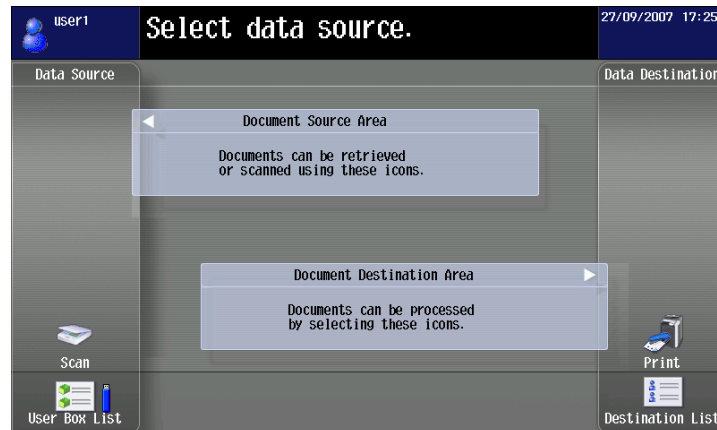 user1
Select data source.
27/09/2007 17:25
Data Source
Data Destination
Document Source Area
Documents can be retrieved
or scanned using these icons.
Document Destination Area
Documents can be processed
by selecting these icons.
Scan
Print
User Box List
Destination List